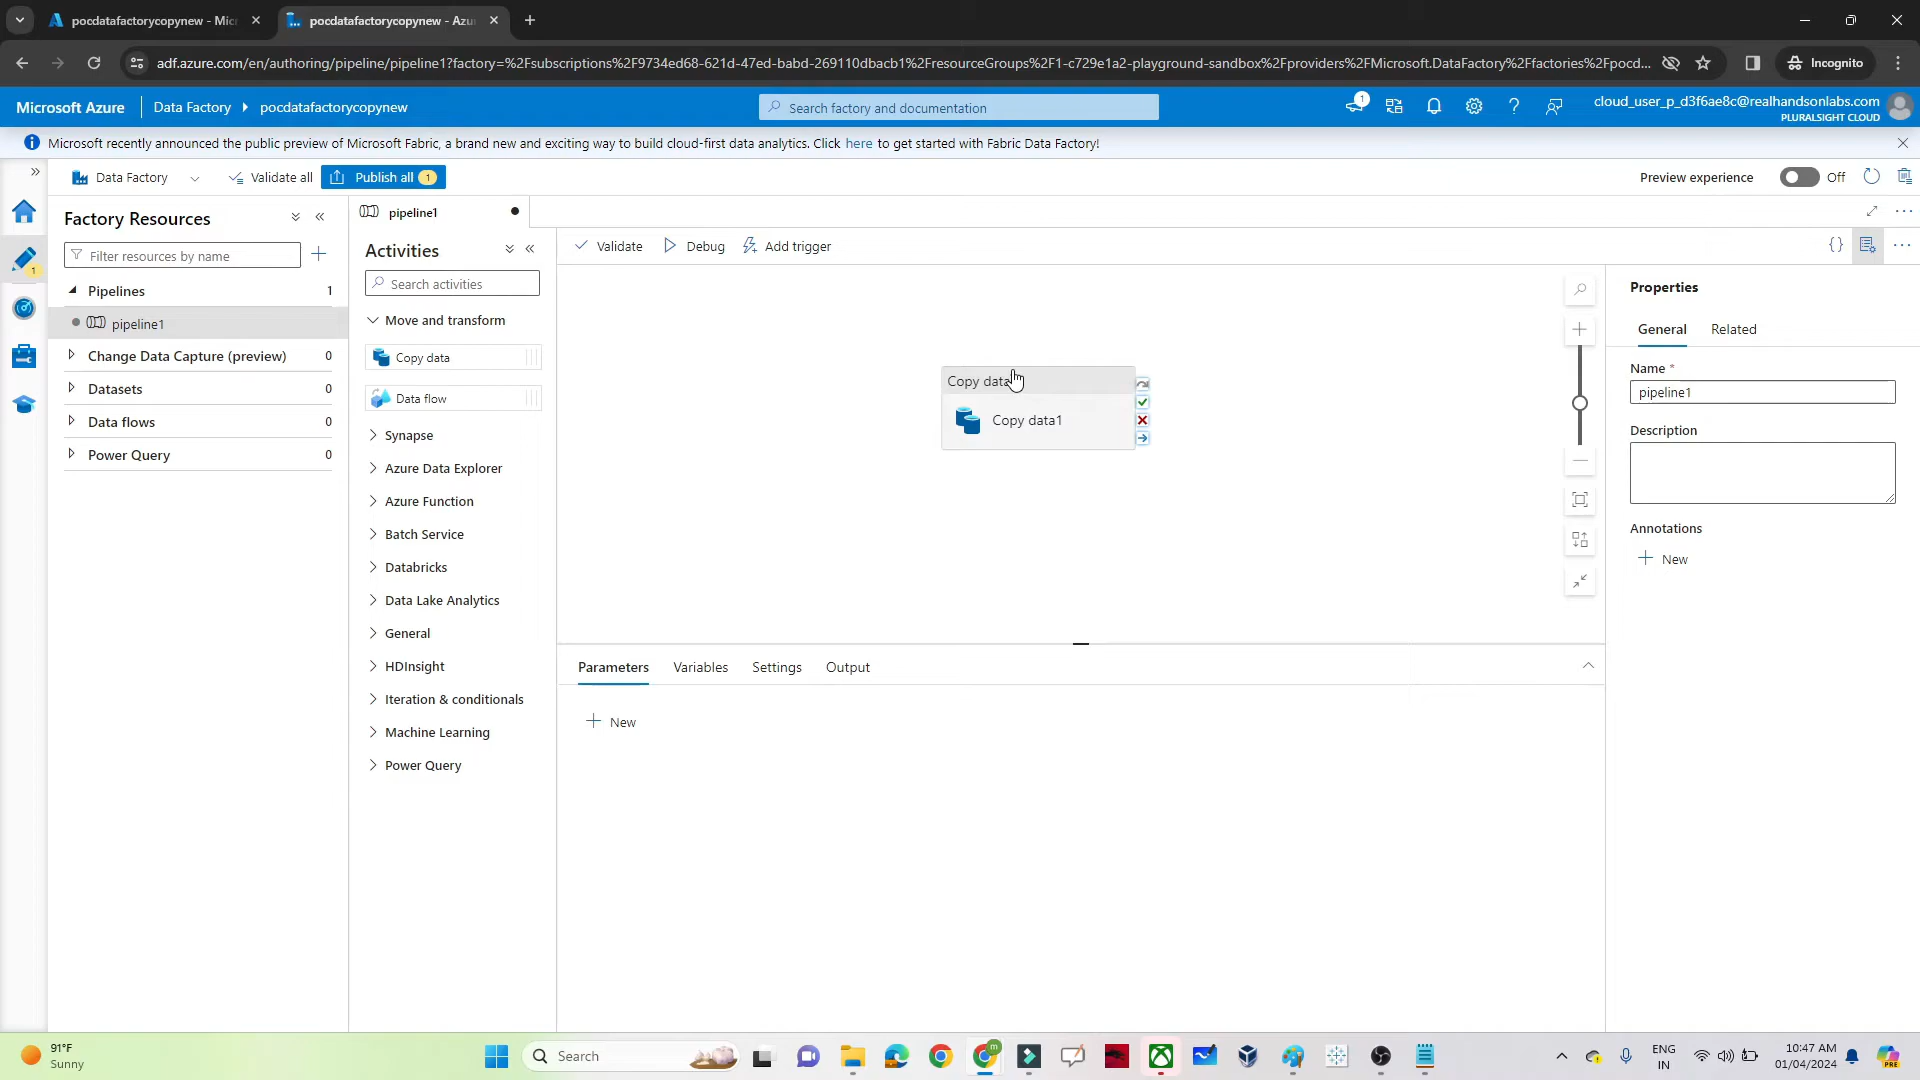 pocdatafactorycopynew - Mic
pocdatafactorycopynew - Azu
adf.azure.com/en/authoring/pipeline/pipeline1?factory=%2Fsubscriptions%2F9734ed68-621d-47ed-babd-269110dbacb1%2FresourceGroups%2F1-c729e1a2-playground-sandbox%2Fproviders%2FMicrosoft.DataFactory%2Ffactories%2Fpocd...
Incognito
Microsoft Azure
Data Factory
pocdatafactorycopynew
Search factory and documentation
1
cloud_user_p_d3f6ae8c@realhandsonlabs.com
PLURALSIGHT CLOUD
Microsoft recently announced the public preview of Microsoft Fabric, a brand new and exciting way to build cloud-first data analytics. Click here to get started with Fabric Data Factory!
Data Factory
Validate all
Publish all 1
Preview experience
Off
Factory Resources
pipeline1
Activities
Validate
Debug
Add trigger
Filter resources by name
1
Search activities
Properties
Pipelines 1
Move and transform
General
Related
pipeline1
Change Data Capture (preview) 0
Copy data
Copy data
Name *
pipeline1
Datasets 0
Data flow
Copy data1
Data flows 0
Synapse
Description
Power Query 0
Azure Data Explorer
Azure Function
Batch Service
Annotations
New
Databricks
Data Lake Analytics
General
HDInsight
Parameters
Variables
Settings
Output
Iteration & conditionals
New
Machine Learning
Power Query
91°F
Sunny
Search
m
ENG
IN
10:47 AM
01/04/2024
PRE